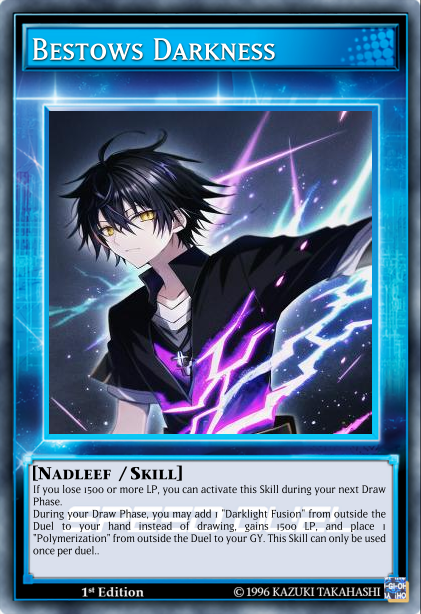 Bestows Darkness
[Nadleef /Skill]
If you lose 1500 or more LP, you can activate this Skill during your next Draw
Phase.
During your Draw Phase, you may add 1 "Darklight Fusion" from outside the
Duel to your hand instead of drawing, gains 1500 LP, and place 1
"Polymerization" from outside the Duel to your GY. This Skill can only be used
once per duel..
SPEED DUEL
1st Edition
©1996 KAZUKI TAKAHASHI